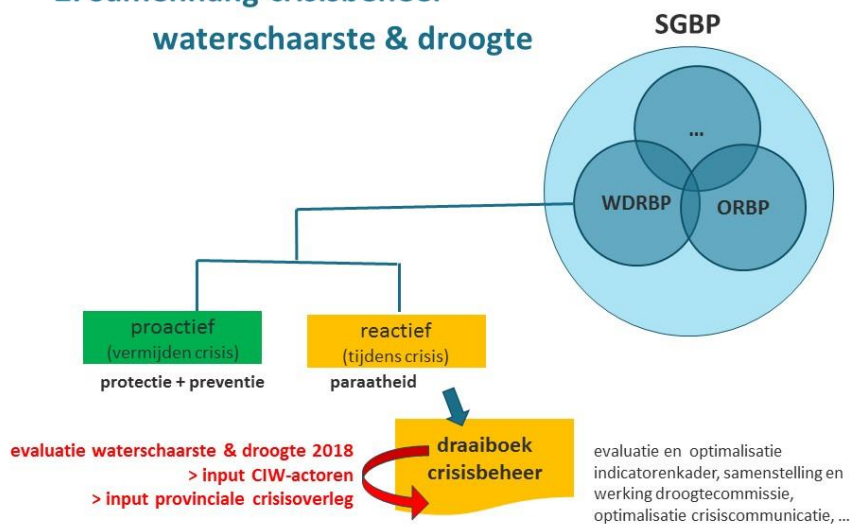 waterschaarste & droogte
SGBP
...
WDRBP
ORBP
proactief
(vermijden crisis)
protectie + preventie
reactief
(tijdens crisis)
paraatheid
evaluatie waterschaarste & droogte 2018
> input CIW-actoren
> input provinciale crisisoverleg
draaiboek
crisisbeheer
evaluatie en optimalisatie
indicatorenkader, samenstelling en
werking droogtecommissie,
optimalisatie crisiscommunicatie, ...